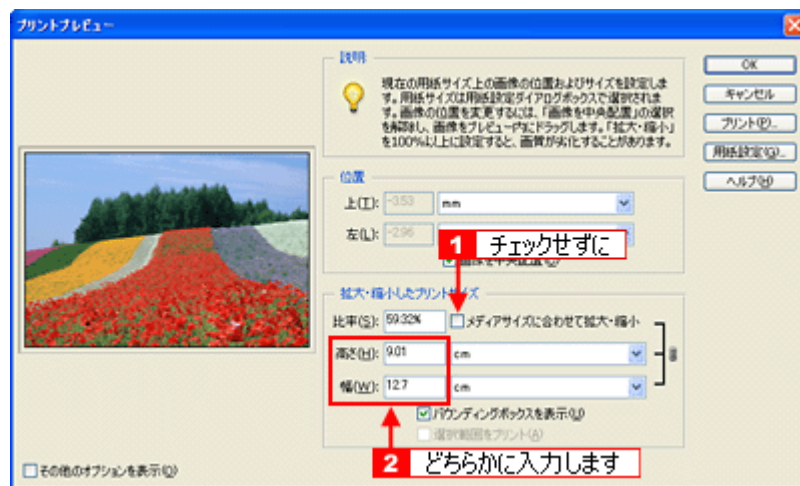 プリントプレビュー
説明
現在の用紙サイズ上の画像の位置およびサイズを設定しま
す。用紙サイズは用紙設定ダイアログボックスで選択されま
す。画像の位置を変更するには、「画像を中央配置」の選択
を解除し、画像をプレビュー内にドラッグします。「拡大・縮小」
を100%以上に設定すると、画質が劣化することがあります。
OK
キャンセル
プリント(P)...
用紙設定(G)...
ヘルプ(H)
位置
上(T): -3.53 mm
左(L): -2.96
1 チェックせずに
画像を中央配置(C)
拡大・縮小したプリントサイズ
比率(S): 59.32% メディアサイズに合わせて拡大・縮小
高さ(H): 9.01 cm
幅(W): 12.7 cm
バウンディングボックスを表示(J)
選択範囲をプリント(A)
2 どちらかに入力します
その他のオプションを表示(O)